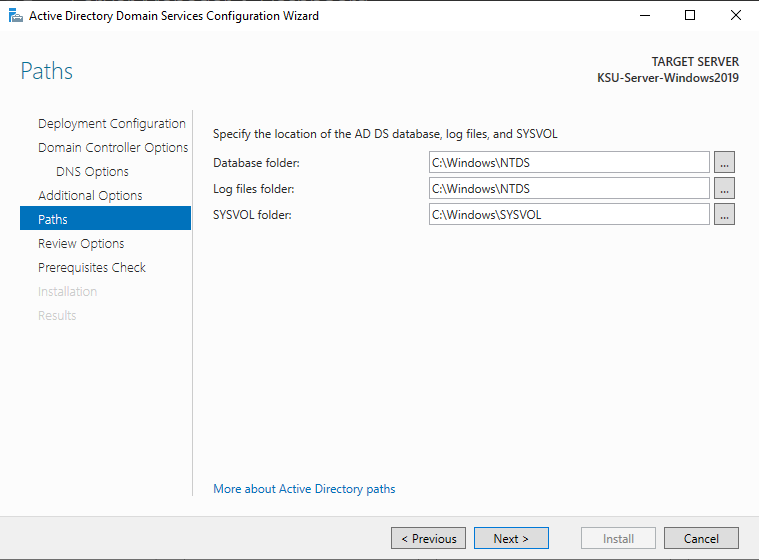 Active Directory Domain Services Configuration Wizard
Paths
TARGET SERVER
KSU-Server-Windows2019
Deployment Configuration
Domain Controller Options
DNS Options
Additional Options
Paths
Review Options
Prerequisites Check
Installation
Results
Specify the location of the AD DS database, log files, and SYSVOL
Database folder: C:\Windows\NTDS ...
Log files folder: C:\Windows\NTDS ...
SYSVOL folder: C:\Windows\SYSVOL ...
More about Active Directory paths
< Previous Next > Install Cancel